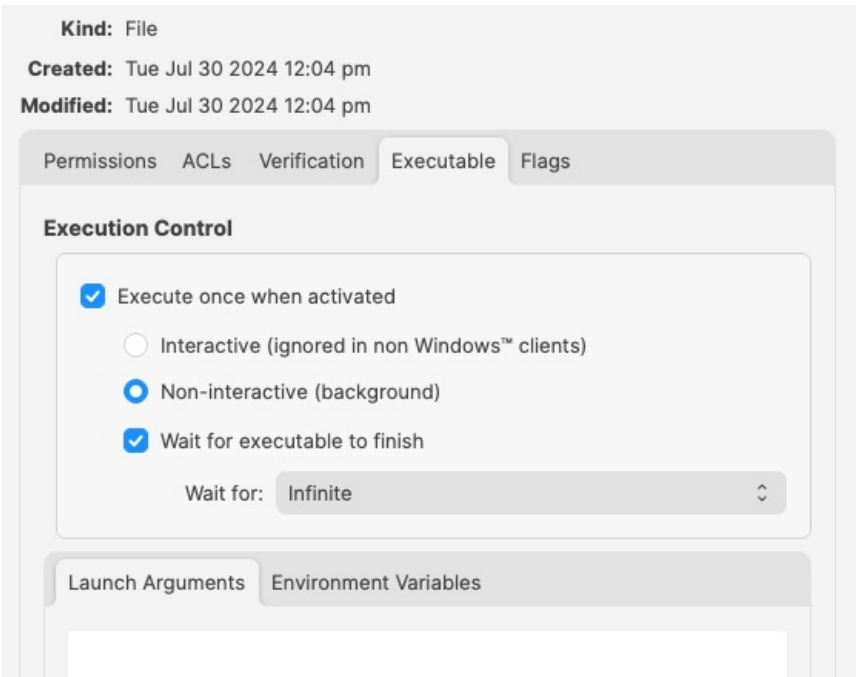 Kind: File
Created: Tue Jul 30 2024 12:04 pm
Modified: Tue Jul 30 2024 12:04 pm
Permissions ACLs Verification Executable Flags
Execution Control
Execute once when activated
Interactive (ignored in non Windows™ clients)
Non-interactive (background)
Wait for executable to finish
Wait for: Infinite
Launch Arguments Environment Variables